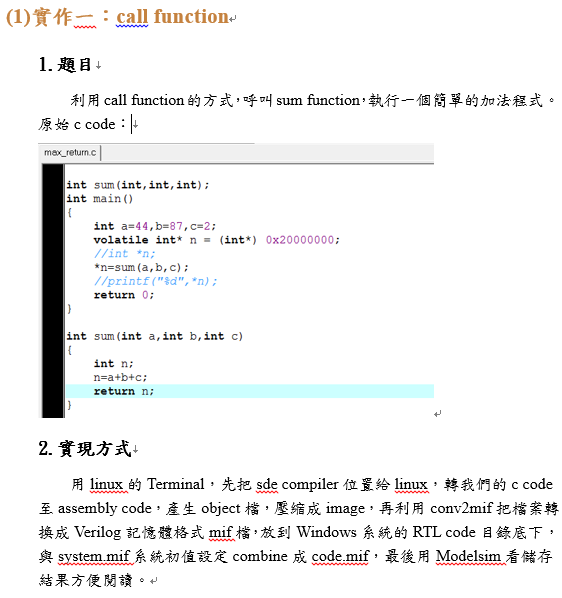 (1)實作一：call function
1. 題目
利用 call function 的方式，呼叫 sum function，執行一個簡單的加法程式。
原始 c code：
max_return.c
int sum(int,int,int);
int main()
{
int a=44,b=87,c=2;
volatile int* n = (int*) 0x20000000;
//int *n;
*n=sum(a,b,c);
//printf("%d",*n);
return 0;
}
int sum(int a,int b,int c)
{
int n;
n=a+b+c;
return n;
}
2. 實現方式
用 linux 的 Terminal，先把 sde compiler 位置給 linux，轉我們的 c code
至 assembly code，產生 object 檔，壓縮成 image，再利用 conv2mif 把檔案轉
換成 Verilog 記憶體格式 mif 檔，放到 Windows 系統的 RTL code 目錄底下，
與 system.mif 系統初值設定 combine 成 code.mif，最後用 Modelsim 看儲存
結果方便閱讀。